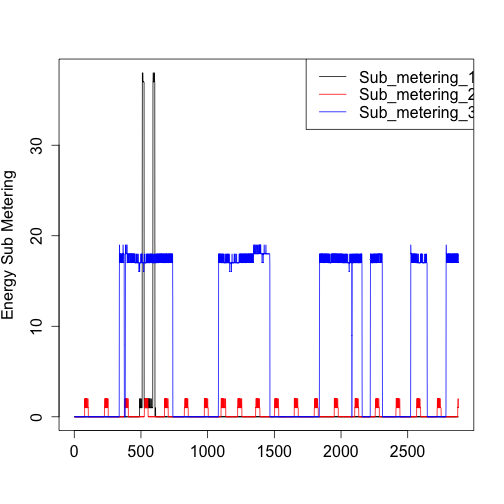 Sub_metering_1
Sub_metering_2
Sub_metering_3
Energy Sub Metering
30
20
10
0
0 500 1000 1500 2000 2500